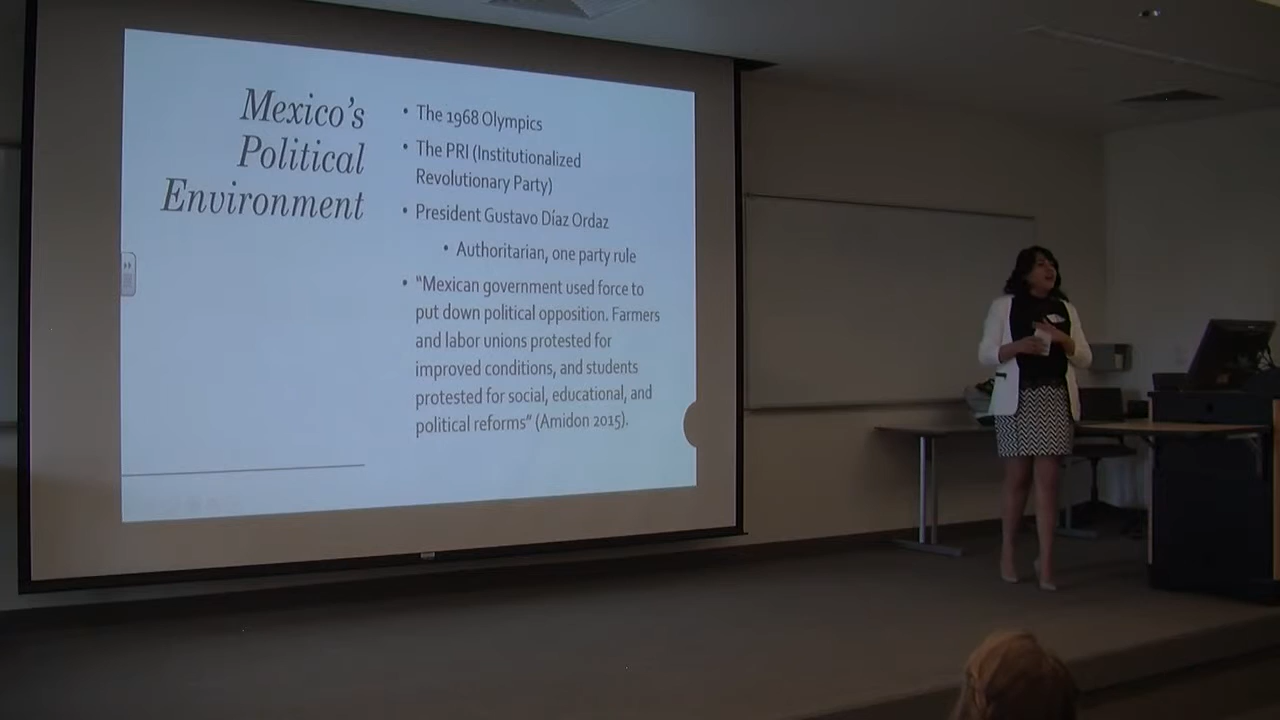 Mexico's
Political
Environment
• The 1968 Olympics
• The PRI (Institutionalized
Revolutionary Party)
• President Gustavo Díaz Ordaz
• Authoritarian, one party rule
• “Mexican government used force to
put down political opposition. Farmers
and labor unions protested for
improved conditions, and students
protested for social, educational, and
political reforms” (Amidon 2015).